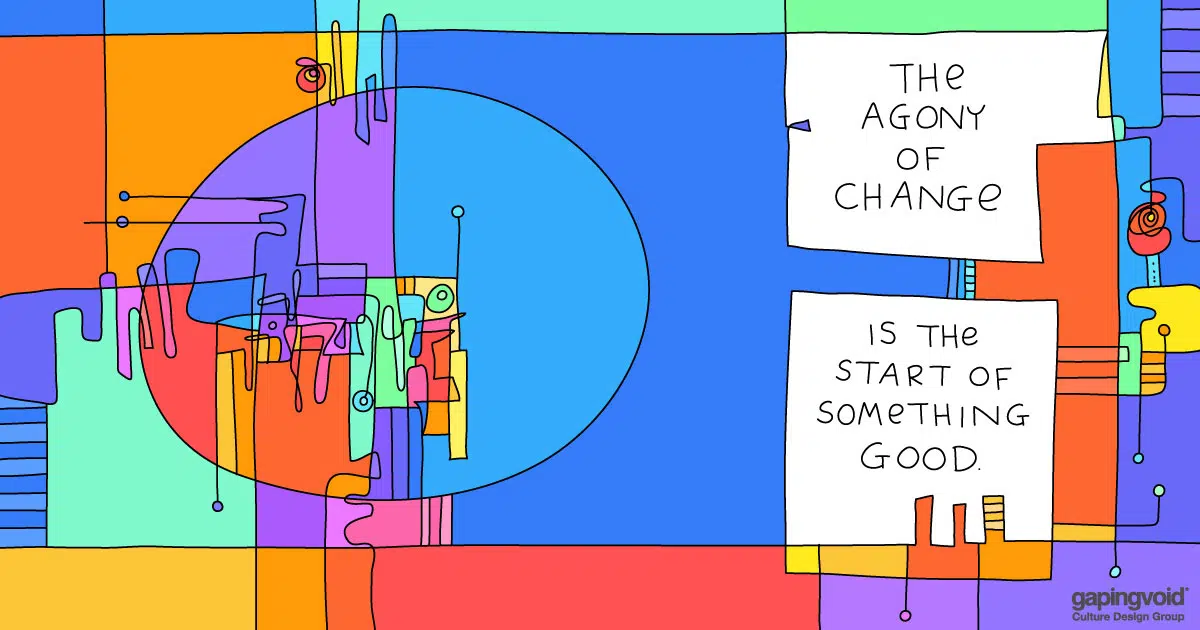 THe
AGONY
OF
CHANGe
IS THe
START OF
SOMeTHING
GOOD.
gapingvoid®
Culture Design Group